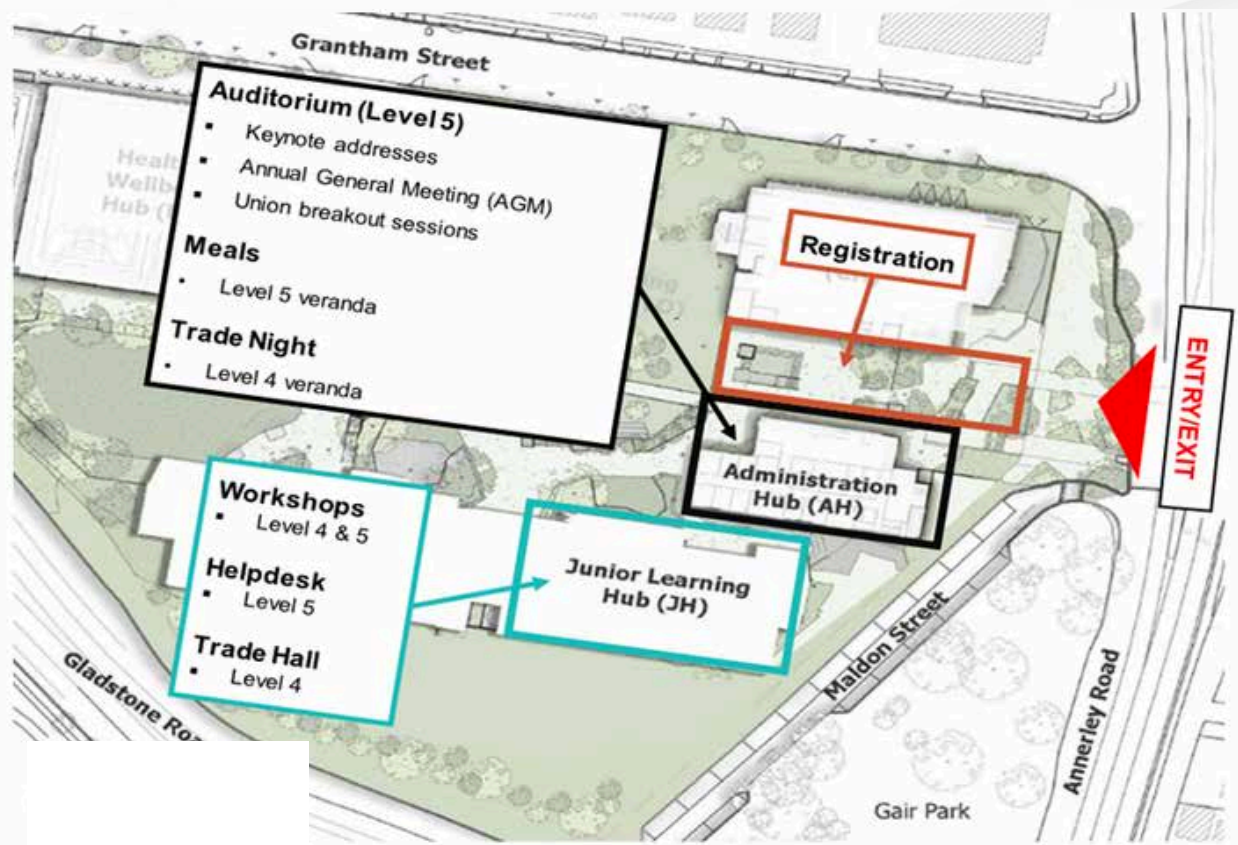 Grantham Street
Auditorium (Level 5)
▪ Keynote addresses
▪ Annual General Meeting (AGM)
▪ Union breakout sessions
Meals
▪ Level 5 veranda
Trade Night
▪ Level 4 veranda
Registration
ENTRY/EXIT
Administration
Hub (AH)
Workshops
▪ Level 4 & 5
Helpdesk
▪ Level 5
Trade Hall
▪ Level 4
Junior Learning
Hub (JH)
Maldon Street
Annerley Road
Gair Park
Gladstone
Hub